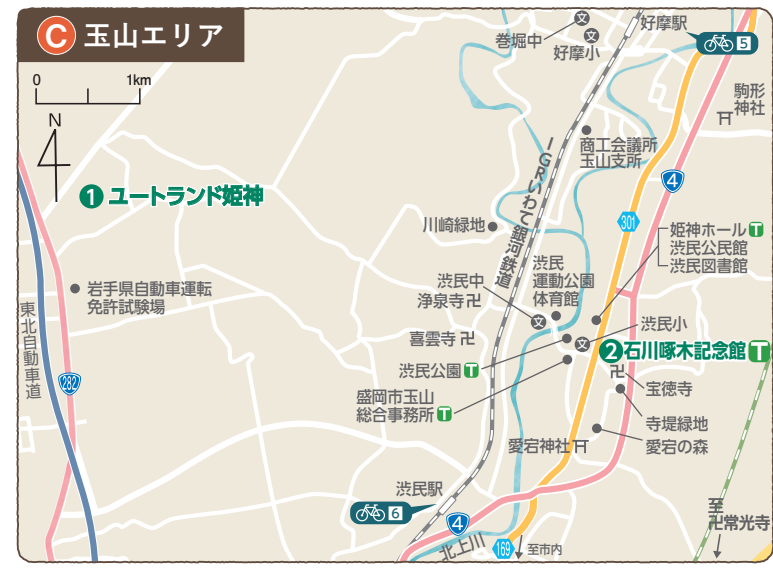 C 玉山エリア
0 1km
N
巻堀中
好摩小
好摩駅
5
駒形
神社
商工会議所
玉山支所
IGRいわて銀河鉄道
4
301
1 ユートランド姫神
川崎緑地
姫神ホール T
渋民公民館
渋民図書館
渋民
運動公園
体育館
渋民中
浄泉寺卍
岩手県自動車運転
免許試験場
東北自動車道
282
喜雲寺卍
渋民小
文
文
文
文
2 石川啄木記念館 T
渋民公園 T
卍
宝徳寺
盛岡市玉山
総合事務所 T
寺堤緑地
愛宕神社
愛宕の森
渋民駅
6
4
北上川
169
至市内
至
卍常光寺